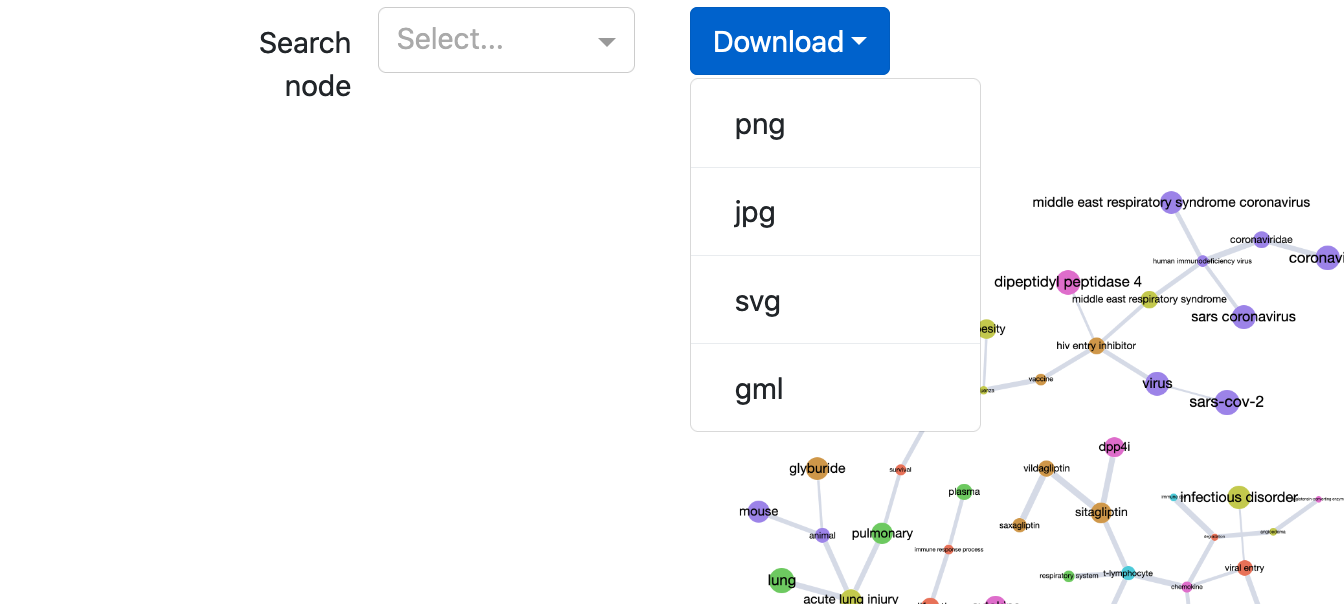 Search
node
Select...
Download
png
jpg
svg
gml
middle east respiratory syndrome coronavirus
coronaviridae
human immunodeficiency virus
coronavi
dipeptidyl peptidase 4
middle east respiratory syndrome
sars coronavirus
esity
hiv entry inhibitor
vaccine
virus
sars-cov-2
dpp4i
glyburide
survival
vildagliptin
plasma
infectious disorder
mouse
sitagliptin
saxagliptin
animal
pulmonary
immune response process
viral entry
respiratory system
t-lymphocyte
lung
chemokine
acute lung injury